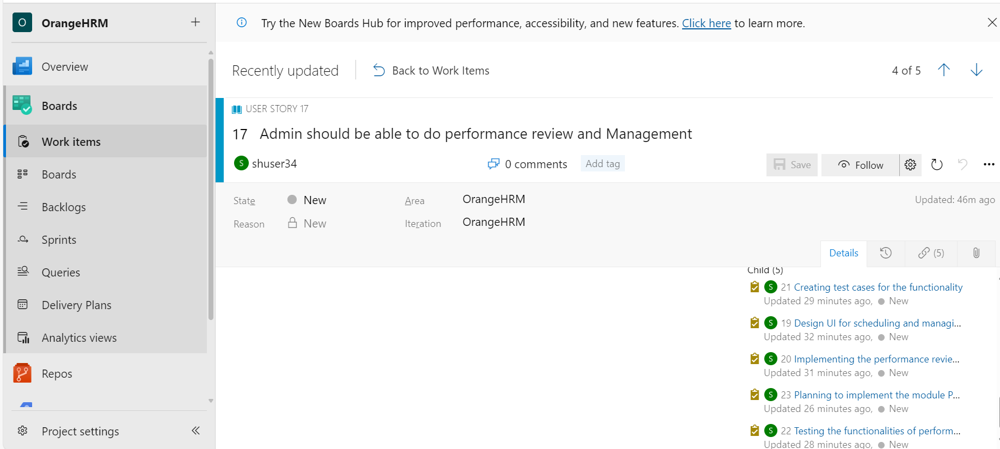 O OrangeHRM
Overview
Boards
Work items
Boards
Backlogs
Sprints
Queries
Delivery Plans
Analytics views
Repos
Project settings
Try the New Boards Hub for improved performance, accessibility, and new features. Click here to learn more.
Recently updated
Back to Work Items
4 of 5
USER STORY 17
17 Admin should be able to do performance review and Management
S shuser34
0 comments
Add tag
Save
Follow
State
New
Area
OrangeHRM
Updated: 46m ago
Reason
New
Iteration
OrangeHRM
Details
(5)
Child (5)
S 21 Creating test cases for the functionality
Updated 29 minutes ago, New
S 19 Design UI for scheduling and managi...
Updated 32 minutes ago, New
S 20 Implementing the performance revie...
Updated 31 minutes ago, New
S 23 Planning to implement the module P...
Updated 26 minutes ago, New
S 22 Testing the functionalities of perform...
Updated 28 minutes ago, New